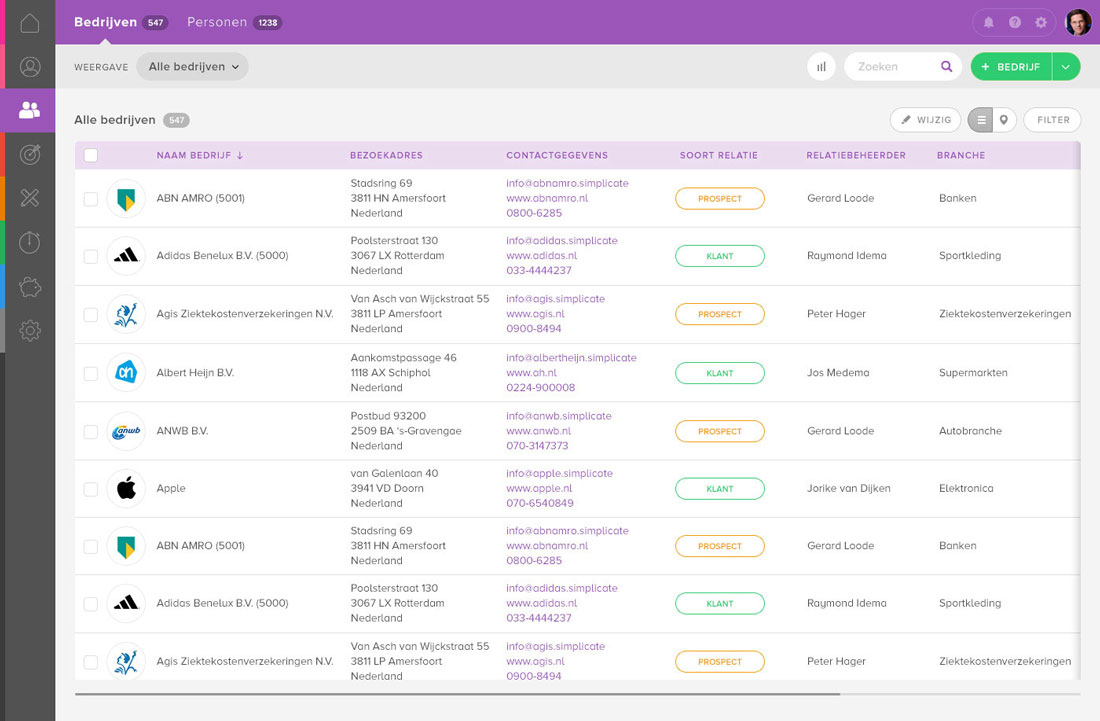 Bedrijven 547 Personen 1238
WEERGAVE Alle bedrijven Zoeken + BEDRIJF
Alle bedrijven 547 WIJZIG FILTER
NAAM BEDRIJF ↓ BEZOEKADRES CONTACTGEGEVENS SOORT RELATIE RELATIEBEHEERDER BRANCHE
Stadsring 69 info@abnamro.simplicate
ABN AMRO (5001) 3811 HN Amersfoort www.abnamro.nl PROSPECT Gerard Loode Banken
Nederland 0800-6285
Poolsterstraat 130 info@adidas.simplicate
Adidas Benelux B.V. (5000) 3067 LX Rotterdam www.adidas.nl KLANT Raymond Idema Sportkleding
Nederland 033-4444237
Van Asch van Wijckstraat 55 info@agis.simplicate
Agis Ziektekostenverzekeringen N.V. 3811 LP Amersfoort www.agis.nl PROSPECT Peter Hager Ziektekostenverzekeringen
Nederland 0900-8494
Aankomstpassage 46 info@albertheijn.simplicate
ah Albert Heijn B.V. 1118 AX Schiphol www.ah.nl KLANT Jos Medema Supermarkten
Nederland 0224-900008
Postbud 93200 info@anwb.simplicate
anwb ANWB B.V. 2509 BA 's-Gravengae www.anwb.nl PROSPECT Gerard Loode Autobranche
Nederland 070-3147373
van Galenlaan 40 info@apple.simplicate
Apple 3941 VD Doorn www.apple.nl KLANT Jorike van Dijken Elektronica
Nederland 070-6540849
Stadsring 69 info@abnamro.simplicate
ABN AMRO (5001) 3811 HN Amersfoort www.abnamro.nl PROSPECT Gerard Loode Banken
Nederland 0800-6285
Poolsterstraat 130 info@adidas.simplicate
Adidas Benelux B.V. (5000) 3067 LX Rotterdam www.adidas.nl KLANT Raymond Idema Sportkleding
Nederland 033-4444237
Van Asch van Wijckstraat 55 info@agis.simplicate
Agis Ziektekostenverzekeringen N.V. 3811 LP Amersfoort www.agis.nl PROSPECT Peter Hager Ziektekostenverzekeringen
Nederland 0900-8494